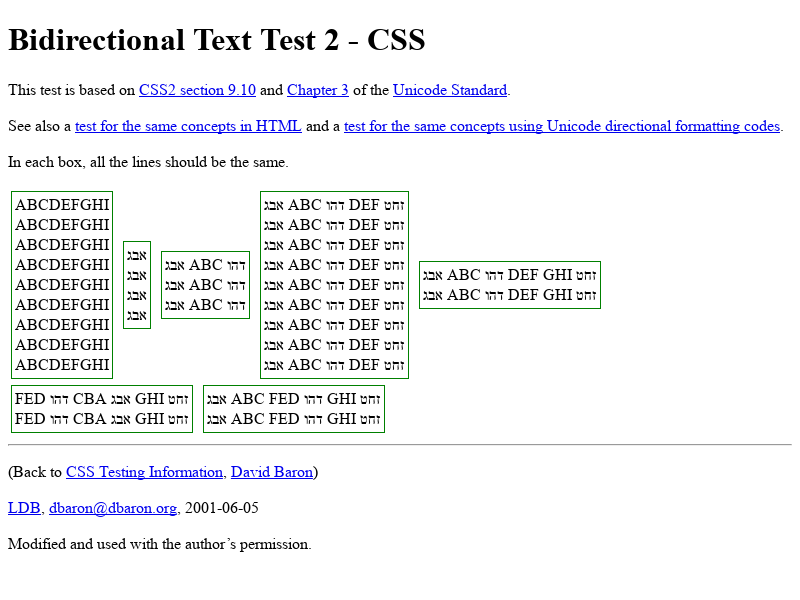 Bidirectional Text Test 2 - CSS
This test is based on CSS2 section 9.10 and Chapter 3 of the Unicode Standard.
See also a test for the same concepts in HTML and a test for the same concepts using Unicode directional formatting codes.
In each box, all the lines should be the same.
ABCDEFGHI
ABCDEFGHI
ABCDEFGHI
ABCDEFGHI
ABCDEFGHI
ABCDEFGHI
ABCDEFGHI
ABCDEFGHI
ABCDEFGHI
אבג
אבג
אבג
אבג
אבג ABC דהו
אבג ABC דהו
אבג ABC דהו
אבג ABC דהו DEF זחט
אבג ABC דהו DEF זחט
אבג ABC דהו DEF זחט
אבג ABC דהו DEF זחט
אבג ABC דהו DEF זחט
אבג ABC דהו DEF זחט
אבג ABC דהו DEF זחט
אבג ABC דהו DEF זחט
אבג ABC דהו DEF זחט
אבג ABC דהו DEF GHI זחט
אבג ABC דהו DEF GHI זחט
FED דהו CBA אבג GHI זחט
FED דהו CBA אבג GHI זחט
אבג ABC FED דהו GHI זחט
אבג ABC FED דהו GHI זחט
(Back to CSS Testing Information, David Baron)
LDB, dbaron@dbaron.org, 2001-06-05
Modified and used with the author’s permission.